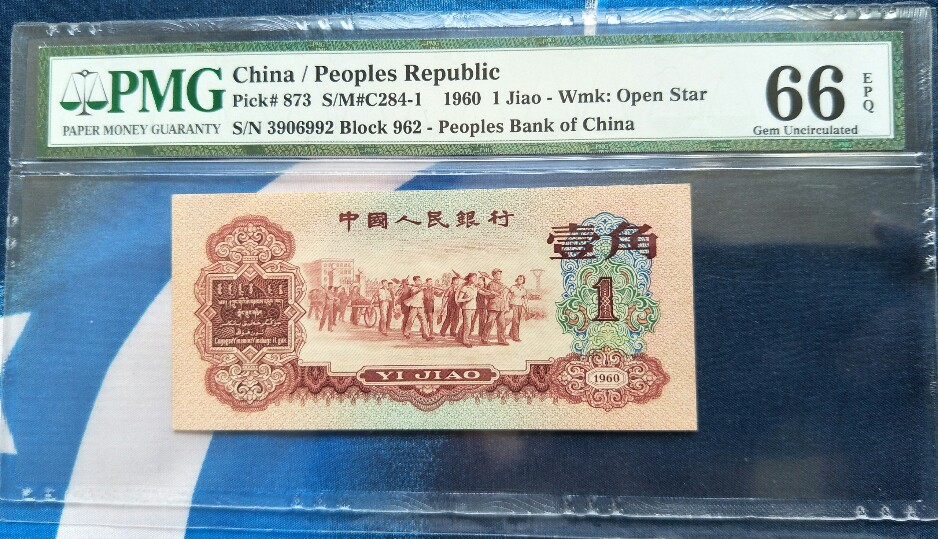 PMG
PAPER MONEY GUARANTY
China / Peoples Republic
Pick# 873 S/M#C284-1 1960 1 Jiao - Wmk: Open Star
S/N 3906992 Block 962 - Peoples Bank of China
66
EPQ
Gem Uncirculated
中國人民銀行
壹角
1
YI JIAO
1960